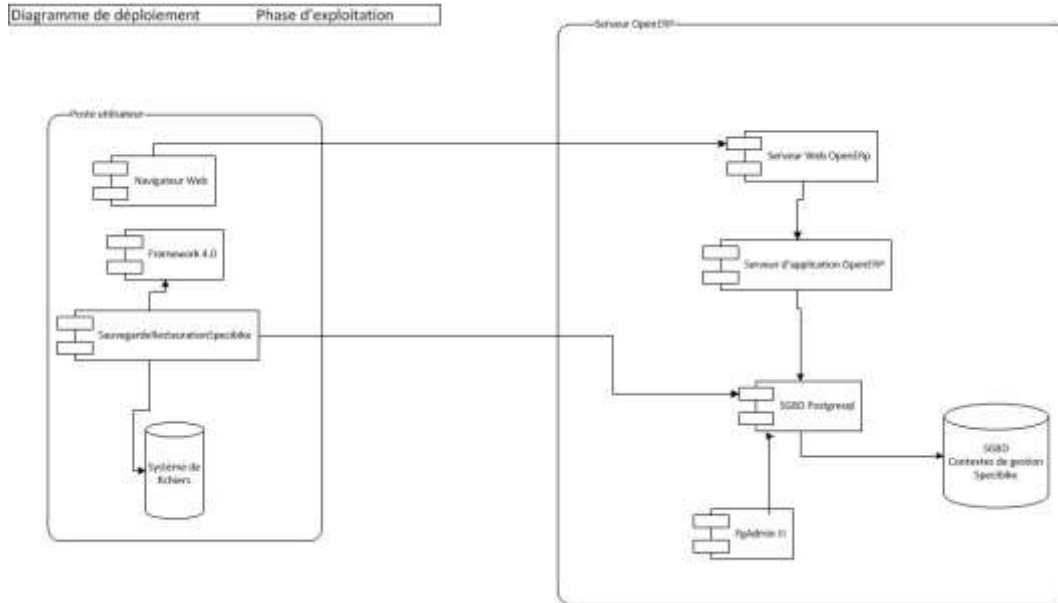 Diagramme de déploiement Phase d'exploitation
Serveur OpenERP
Poste utilisateur
Serveur Web OpenERp
Navigateur Web
Framework 4.0
Serveur d'application OpenERP
SauvegardeRestaurationSpecibike
SGBD Postgresql
SGBD
Contextes de gestion
Specibike
Système de
fichiers
PgAdmin III